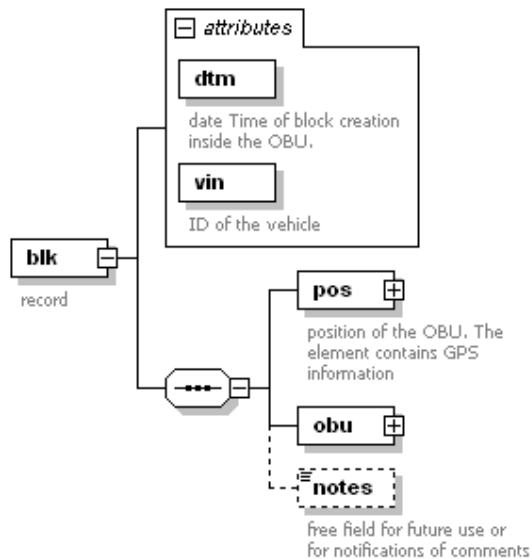 attributes
dtm
date Time of block creation
inside the OBU.
vin
ID of the vehicle
blk
record
pos
position of the OBU. The
element contains GPS
information
obu
notes
free field for future use or
for notifications of comments